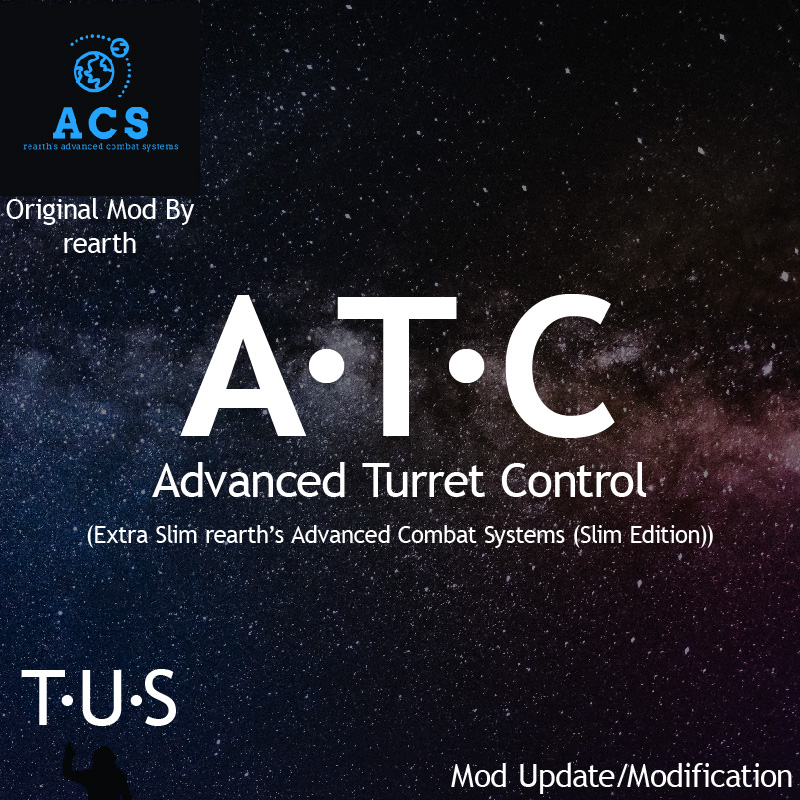 ACS
rearth's advanced combat systems
Original Mod By
rearth
A•T•C
Advanced Turret Control
(Extra Slim rearth’s Advanced Combat Systems (Slim Edition))
T•U•S
Mod Update/Modification